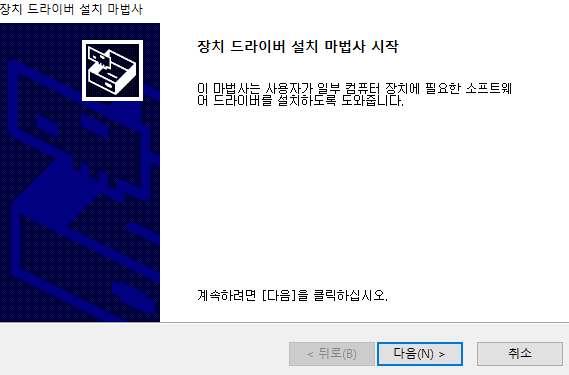 장치 드라이버 설치 마법사
장치 드라이버 설치 마법사 시작
이 마법사는 사용자가 일부 컴퓨터 장치에 필요한 소프트웨
어 드라이버를 설치하도록 도와줍니다.
계속하려면 [다음]을 클릭하십시오.
< 뒤로(B)
다음(N) >
취소